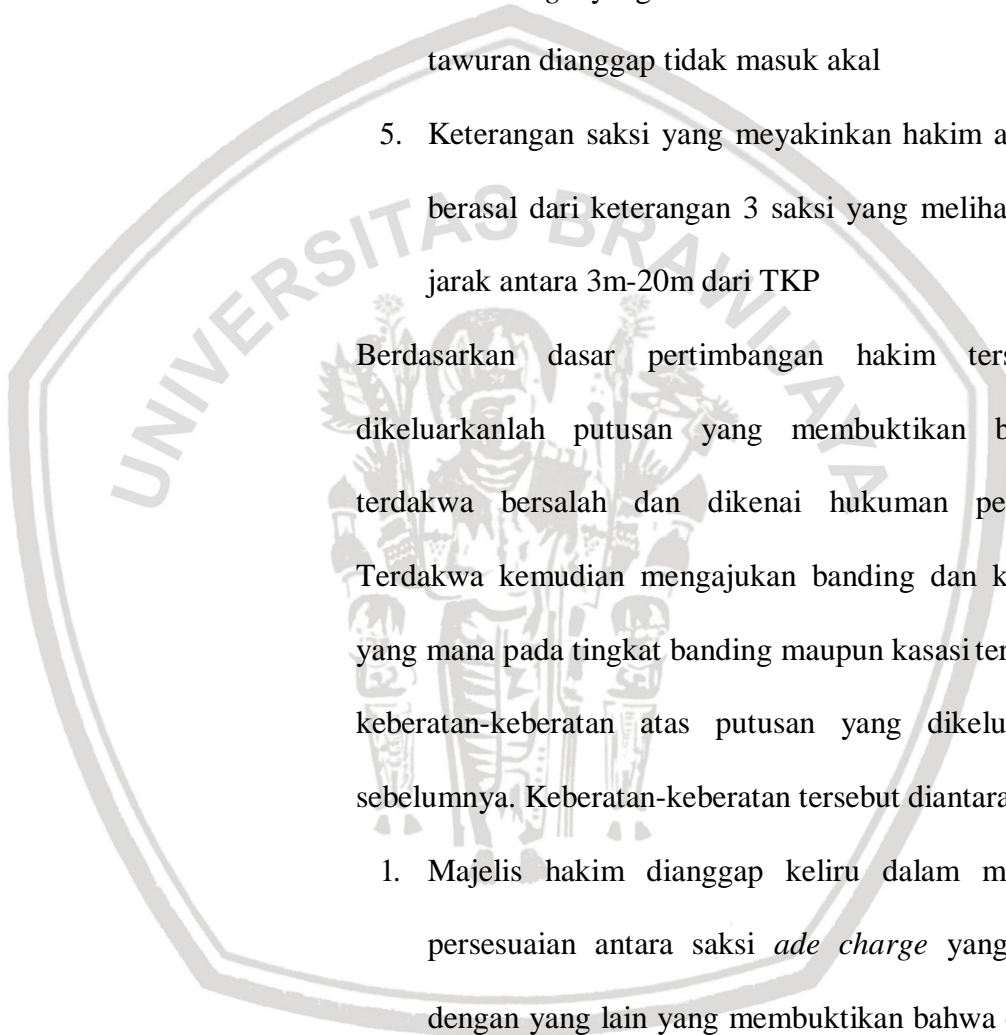 tawuran dianggap tidak masuk akal
5. Keterangan saksi yang meyakinkan hakim a
berasal dari keterangan 3 saksi yang meliha
jarak antara 3m-20m dari TKP
Berdasarkan dasar pertimbangan hakim ters
dikeluarkanlah putusan yang membuktikan b
terdakwa bersalah dan dikenai hukuman pe
Terdakwa kemudian mengajukan banding dan k
yang mana pada tingkat banding maupun kasasi ter
keberatan-keberatan atas putusan yang dikelu
sebelumnya. Keberatan-keberatan tersebut diantara
1. Majelis hakim dianggap keliru dalam m
persesuaian antara saksi ade charge yang
dengan yang lain yang membuktikan bahwa
UNIVERSITAS BRAWIJAYA